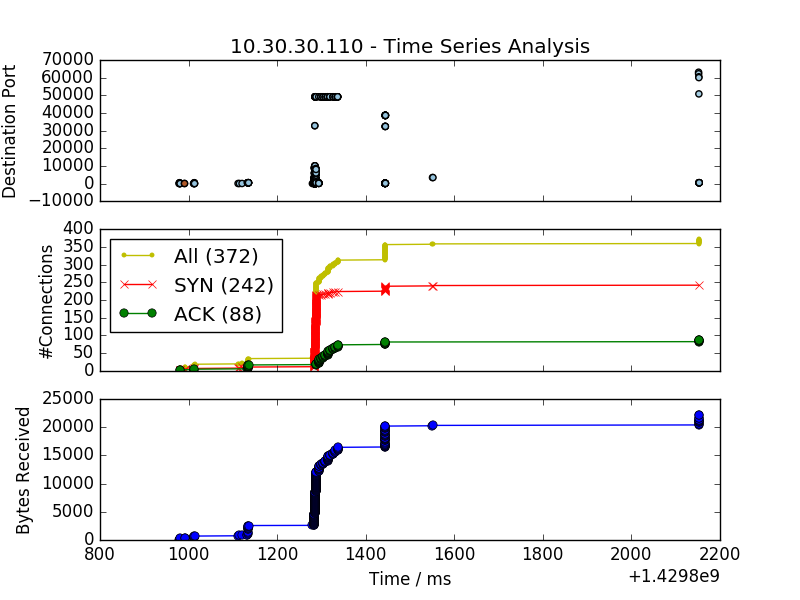 10.30.30.110 - Time Series Analysis
70000
60000
50000
40000
30000
20000
10000
0
−10000
Destination Port
400
350
300
250
200
150
100
50
0
#Connections
All (372)
SYN (242)
ACK (88)
25000
20000
15000
10000
5000
0
Bytes Received
800 1000 1200 1400 1600 1800 2000 2200
Time / ms
+1.4298e9